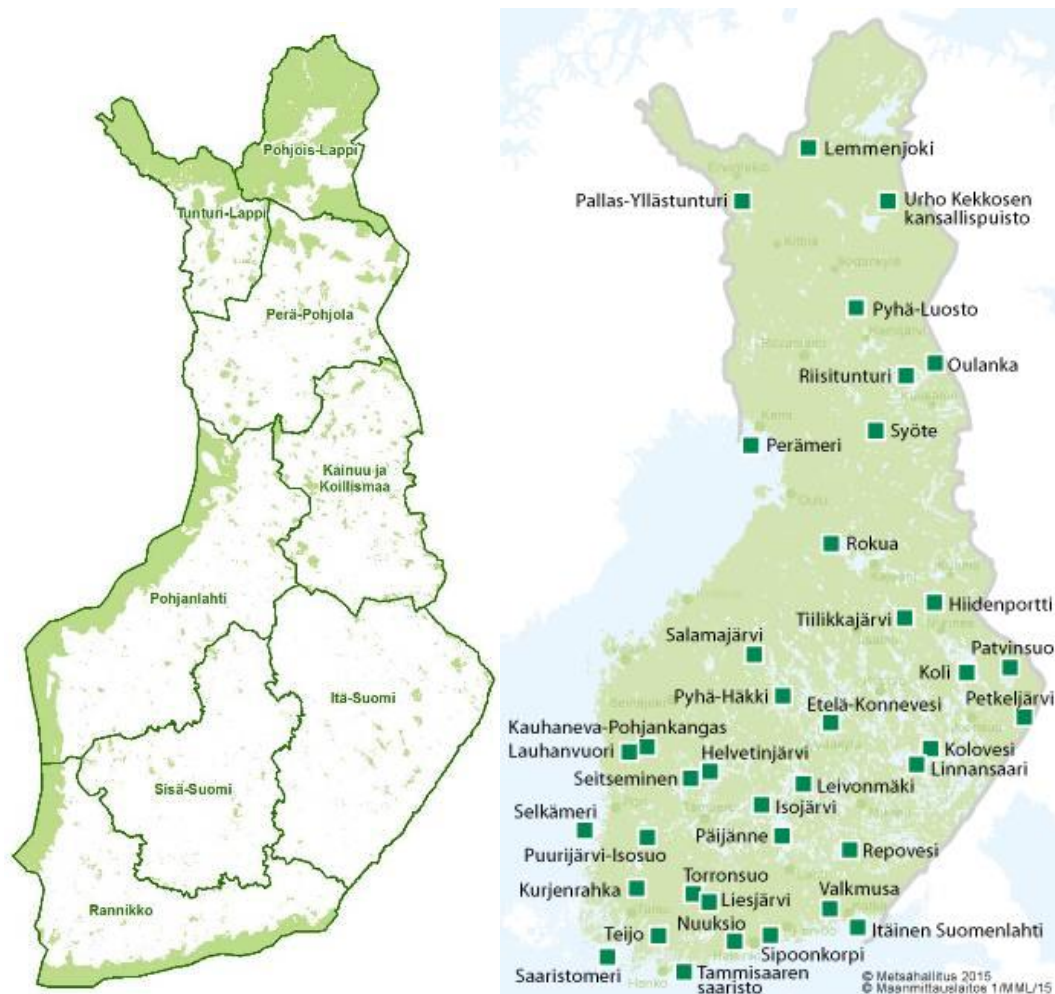 Pohjois-Lappi
Tunturi-Lappi
Perä-Pohjola
Kainuu ja
Koillismaa
Pohjanlahti
Itä-Suomi
Sisä-Suomi
Rannikko
Lemmenjoki
Pallas-Yllästunturi
Urho Kekkosen
kansallispuisto
Pyhä-Luosto
Oulanka
Riisitunturi
Syöte
Perämeri
Rokua
Hiidenportti
Tiilikkajärvi
Salamajärvi
Patvinsuo
Koli
Pyhä-Häkki
Petkeljärvi
Etelä-Konnevesi
Kauhaneva-Pohjankangas
Lauhanvuori
Helvetinjärvi
Kolovesi
Linnansaari
Seitseminen
Leivonmäki
Isojärvi
Selkämeri
Päijänne
Puurijärvi-Isosuo
Repovesi
Torronsuo
Kurjenrahka
Liesjärvi
Valkmusa
Nuuksio
Itäinen Suomenlahti
Teijo
Sipoonkorpi
Saaristomeri
Tammisaaren
saaristo
© Metsähallitus 2015
© Maanmittauslaitos 1/MML/15